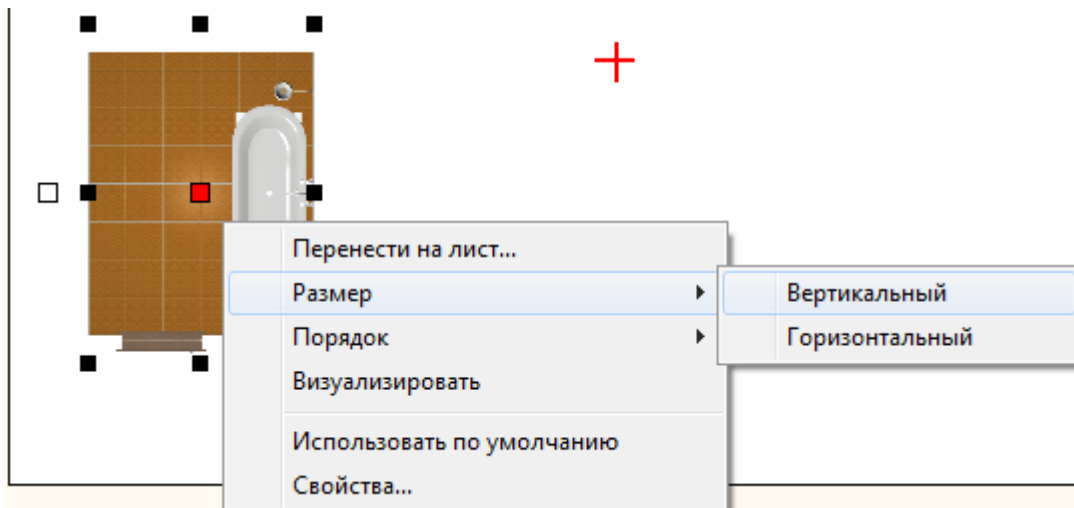 Перенести на лист...
Размер
Вертикальный
Порядок
Горизонтальный
Визуализировать
Использовать по умолчанию
Свойства...